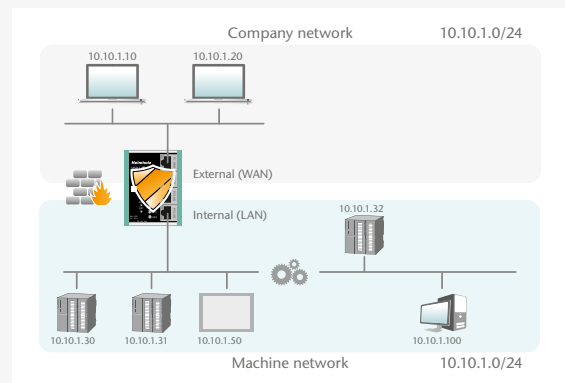 Company network 10.10.1.0/24
10.10.1.10 10.10.1.20
Helmholz
External (WAN)
Internal (LAN)
10.10.1.32
10.10.1.30 10.10.1.31 10.10.1.50 10.10.1.100
Machine network 10.10.1.0/24